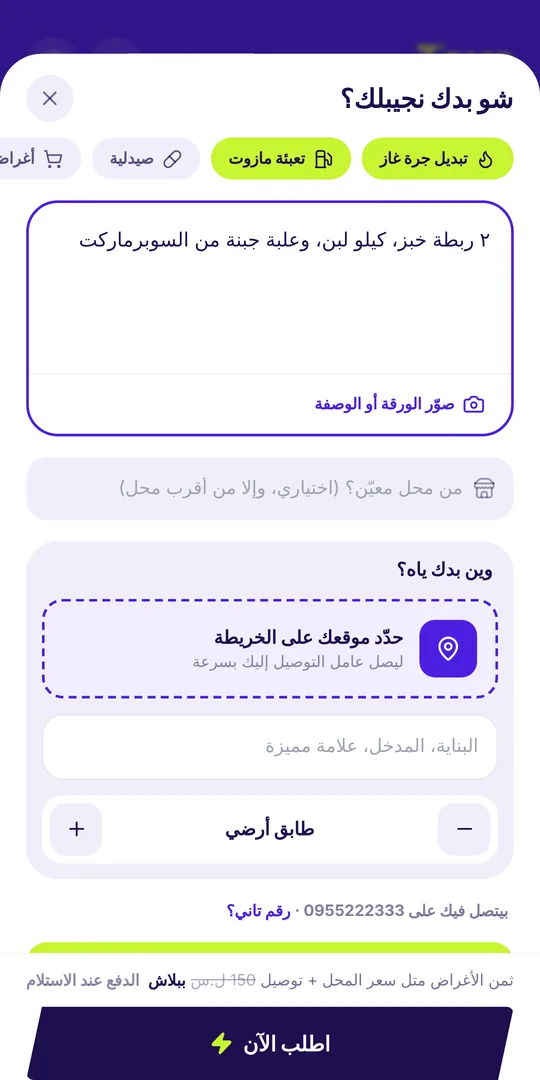 شو بدك نجيبلك؟
تبديل جرة غاز
تعبئة مازوت
صيدلية
أغراض
٢ ربطة خبز، كيلو لبن، وعلبة جبنة من السوبرماركت
صوّر الورقة أو الوصفة
من محل معيّن؟ (اختياري، وإلا من أقرب محل)
وين بدك ياه؟
حدّد موقعك على الخريطة
ليصل عامل التوصيل إليك بسرعة
البناية، المدخل، علامة مميزة
طابق أرضي
بيتصل فيك على 0955222333 · رقم تاني؟
ثمن الأغراض متل سعر المحل + توصيل 150 ل.س ببلاش الدفع عند الاستلام
اطلب الآن